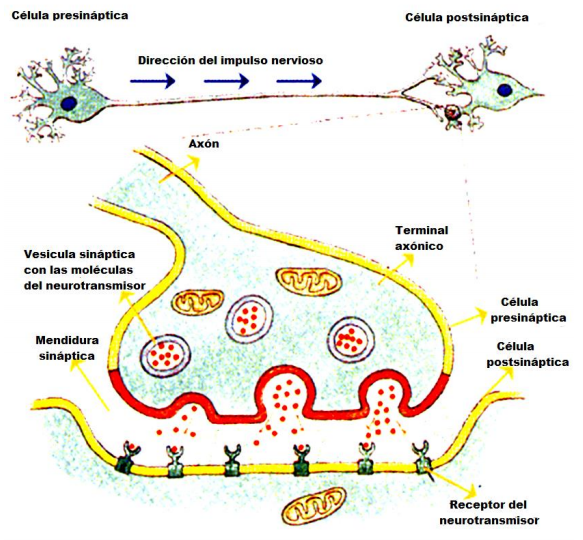 Célula presináptica
Célula postsináptica
Dirección del impulso nervioso
Axón
Terminal
axónico
Vesicula sináptica
con las moléculas
del neurotransmisor
Célula
presináptica
Mendidura
sináptica
Célula
postsináptica
Receptor del
neurotransmisor